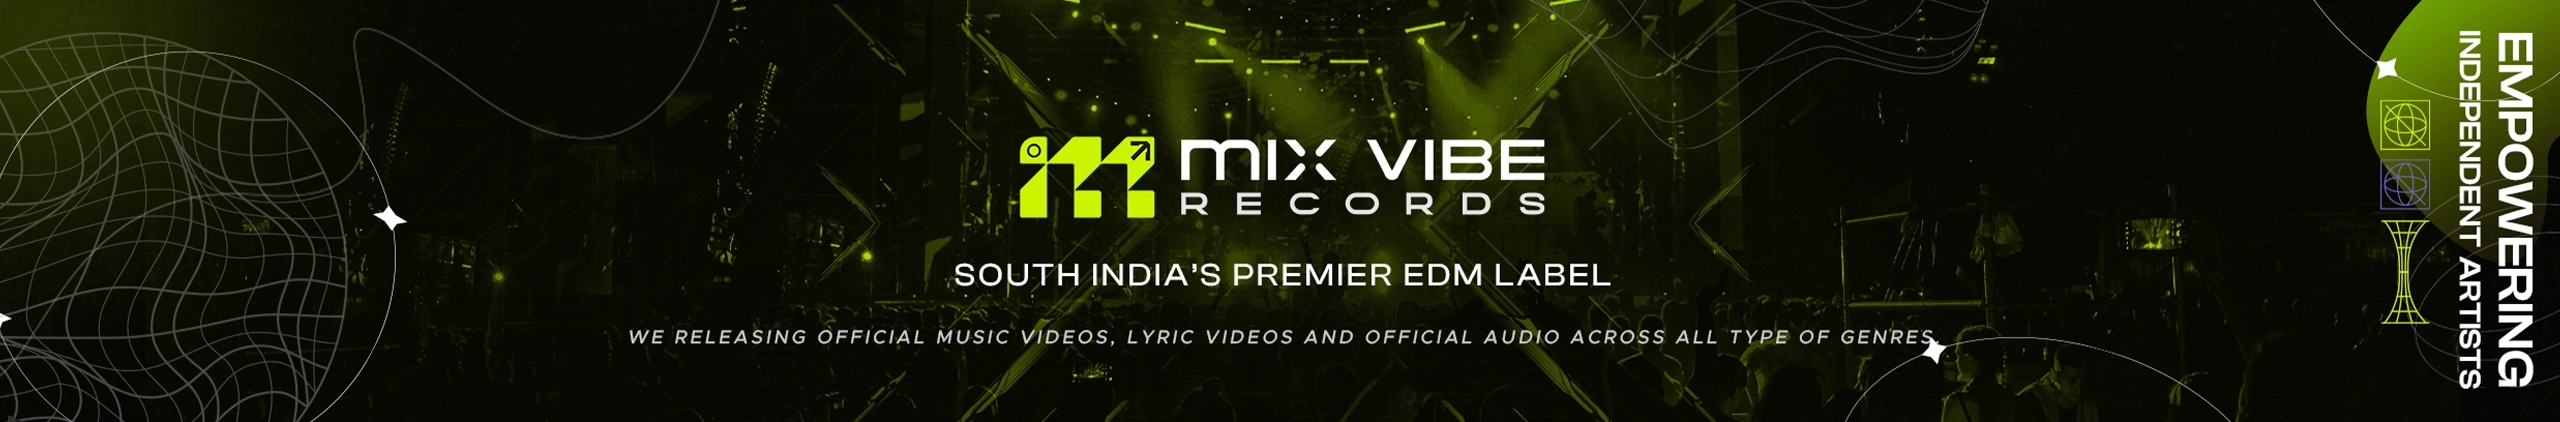 MIX VIBE
RECORDS
SOUTH INDIA'S PREMIER EDM LABEL
WE RELEASING OFFICIAL MUSIC VIDEOS, LYRIC VIDEOS AND OFFICIAL AUDIO ACROSS ALL TYPE OF GENRES.
EMPOWERING
INDEPENDENT ARTISTS